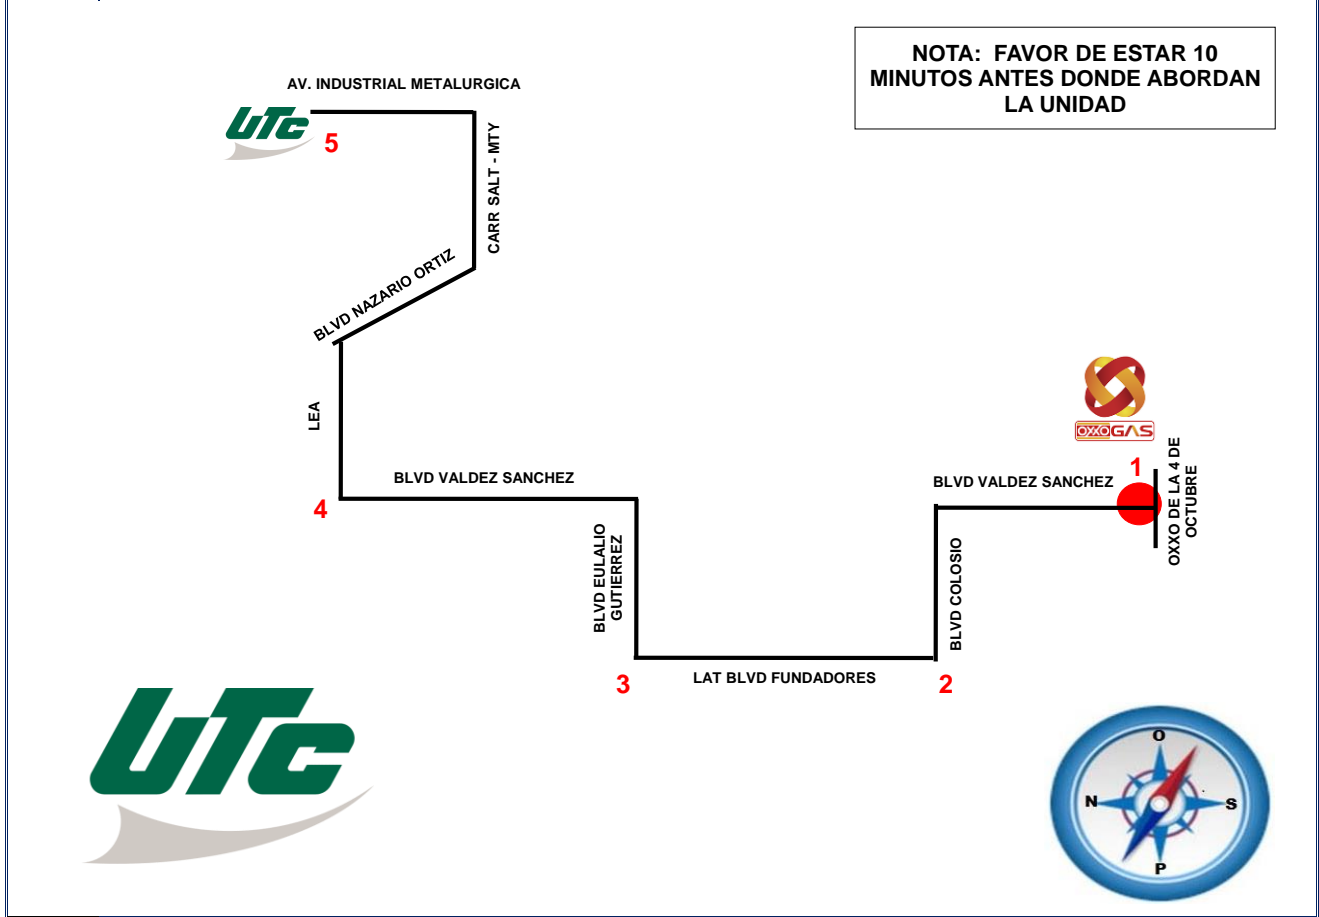 NOTA: FAVOR DE ESTAR 10
MINUTOS ANTES DONDE ABORDAN
LA UNIDAD
AV. INDUSTRIAL METALURGICA
UTC
5
CARR SALT - MTY
BLVD NAZARIO ORTIZ
LEA
BLVD VALDEZ SANCHEZ
4
BLVD EULALIO
GUTIERREZ
3
LAT BLVD FUNDADORES
2
BLVD COLOSIO
BLVD VALDEZ SANCHEZ
OXXO GAS
1
OXXO DE LA 4 DE
OCTUBRE
UTC
O
N
S
P